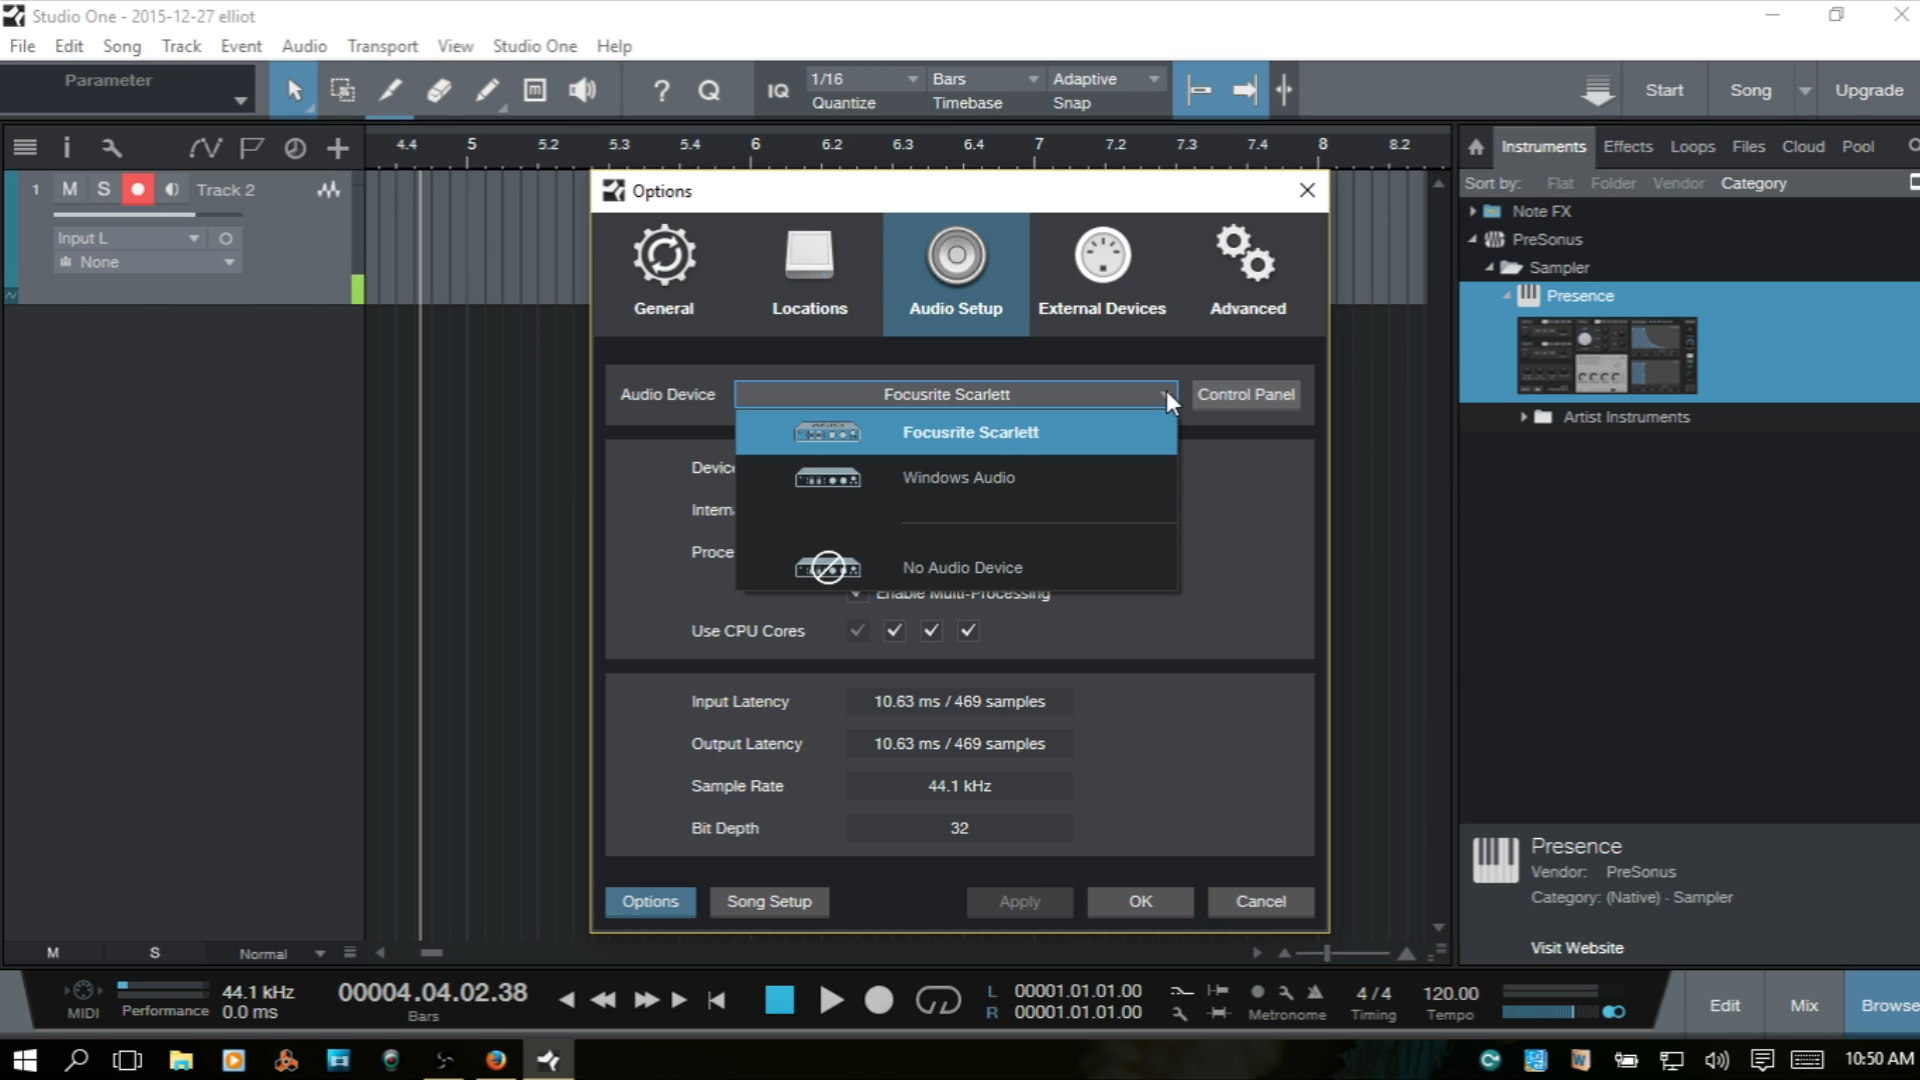 Studio One - 2015-12-27 elliot
File Edit Song Track Event Audio Transport View Studio One Help
Parameter
? Q IQ 1/16 Bars Adaptive Start Song Upgrade
Quantize Timebase Snap
4.4 5 5.2 5.3 5.4 6 6.2 6.3 6.4 7 7.2 7.3 7.4 8 8.2
Instruments Effects Loops Files Cloud Pool
Sort by: Flat Folder Vendor Category
1 M S Track 2
Input L
None
Options
General Locations Audio Setup External Devices Advanced
Audio Device Focusrite Scarlett Control Panel
Focusrite Scarlett
Windows Audio
No Audio Device
Devic
Intern
Proce
Enable Multi-Processing
Use CPU Cores
Input Latency 10.63 ms / 469 samples
Output Latency 10.63 ms / 469 samples
Sample Rate 44.1 kHz
Bit Depth 32
Options Song Setup Apply OK Cancel
Note FX
PreSonus
Sampler
Presence
Artist Instruments
Presence
Vendor: PreSonus
Category: (Native) - Sampler
Visit Website
M S Normal
MIDI Performance 44.1 kHz 0.0 ms
00004.04.02.38
Bars
L 00001.01.01.00
R 00001.01.01.00
Metronome
4 / 4 Timing
120.00 Tempo
Edit Mix Browse
10:50 AM